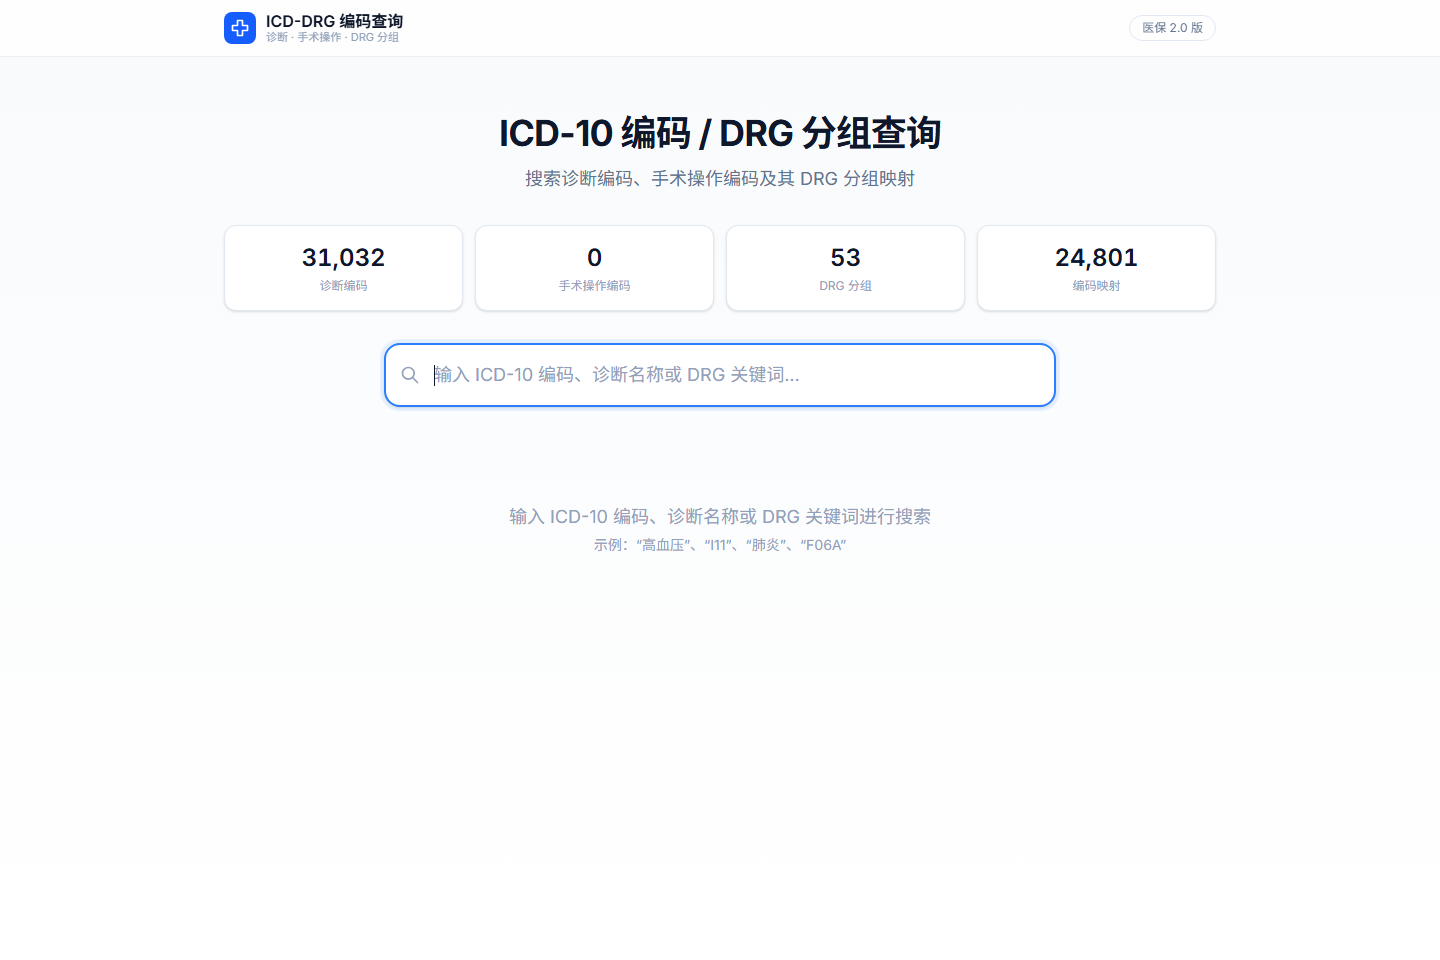 ICD-DRG 编码查询
诊断 · 手术操作 · DRG 分组
医保 2.0 版
ICD-10 编码 / DRG 分组查询
搜索诊断编码、手术操作编码及其 DRG 分组映射
31,032
诊断编码
0
手术操作编码
53
DRG 分组
24,801
编码映射
输入 ICD-10 编码、诊断名称或 DRG 关键词...
输入 ICD-10 编码、诊断名称或 DRG 关键词进行搜索
示例：“高血压”、“I11”、“肺炎”、“F06A”